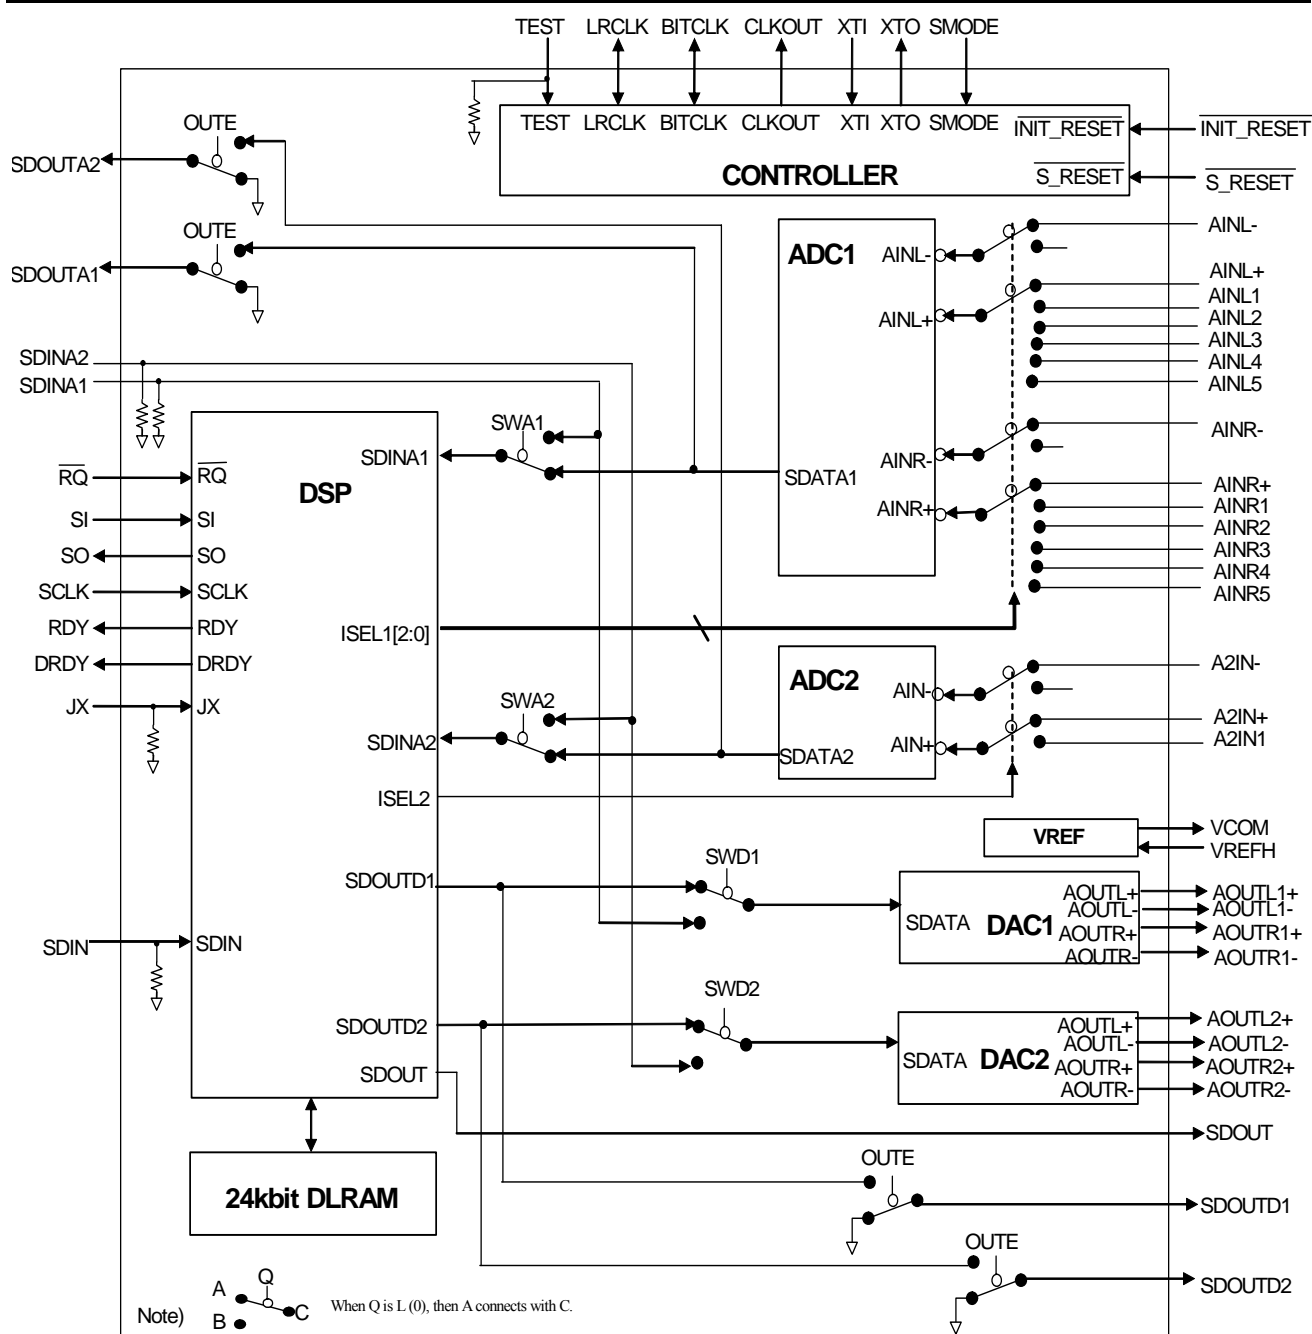 TEST LRCLK BITCLK CLKOUT XTI XTO SMODE
TEST LRCLK BITCLK CLKOUT XTI XTO SMODE
INIT_RESET INIT_RESET
CONTROLLER
S_RESET S_RESET
OUTE
SDOUTA2
OUTE
SDOUTA1
ADC1
AINL- AINL-
AINL+
AINL+
AINL1
AINL2
AINL3
AINL4
AINL5
SDINA2
SDINA1
SWA1
SDINA1
SDATA1
AINR-
AINR-
AINR+
AINR+
AINR1
AINR2
AINR3
AINR4
AINR5
DSP
RQ RQ
SI SI
SO SO
SCLK SCLK
RDY RDY
DRDY DRDY
JX JX
ISEL1[2:0]
ADC2
AIN-
AIN+
A2IN-
A2IN+
A2IN1
SWA2
SDINA2
SDATA2
ISEL2
VREF
VCOM
VREFH
SWD1
SDOUTD1
SDATA DAC1
AOUTL+ AOUTL1+
AOUTL- AOUTL1-
AOUTR+ AOUTR1+
AOUTR- AOUTR1-
SDIN SDIN
SWD2
SDOUTD2
SDATA DAC2
AOUTL+ AOUTL2+
AOUTL- AOUTL2-
AOUTR+ AOUTR2+
AOUTR- AOUTR2-
SDOUT
SDOUT
24kbit DLRAM
OUTE
SDOUTD1
OUTE
SDOUTD2
Q
A
C
B
Note)
When Q is L (0), then A connects with C.